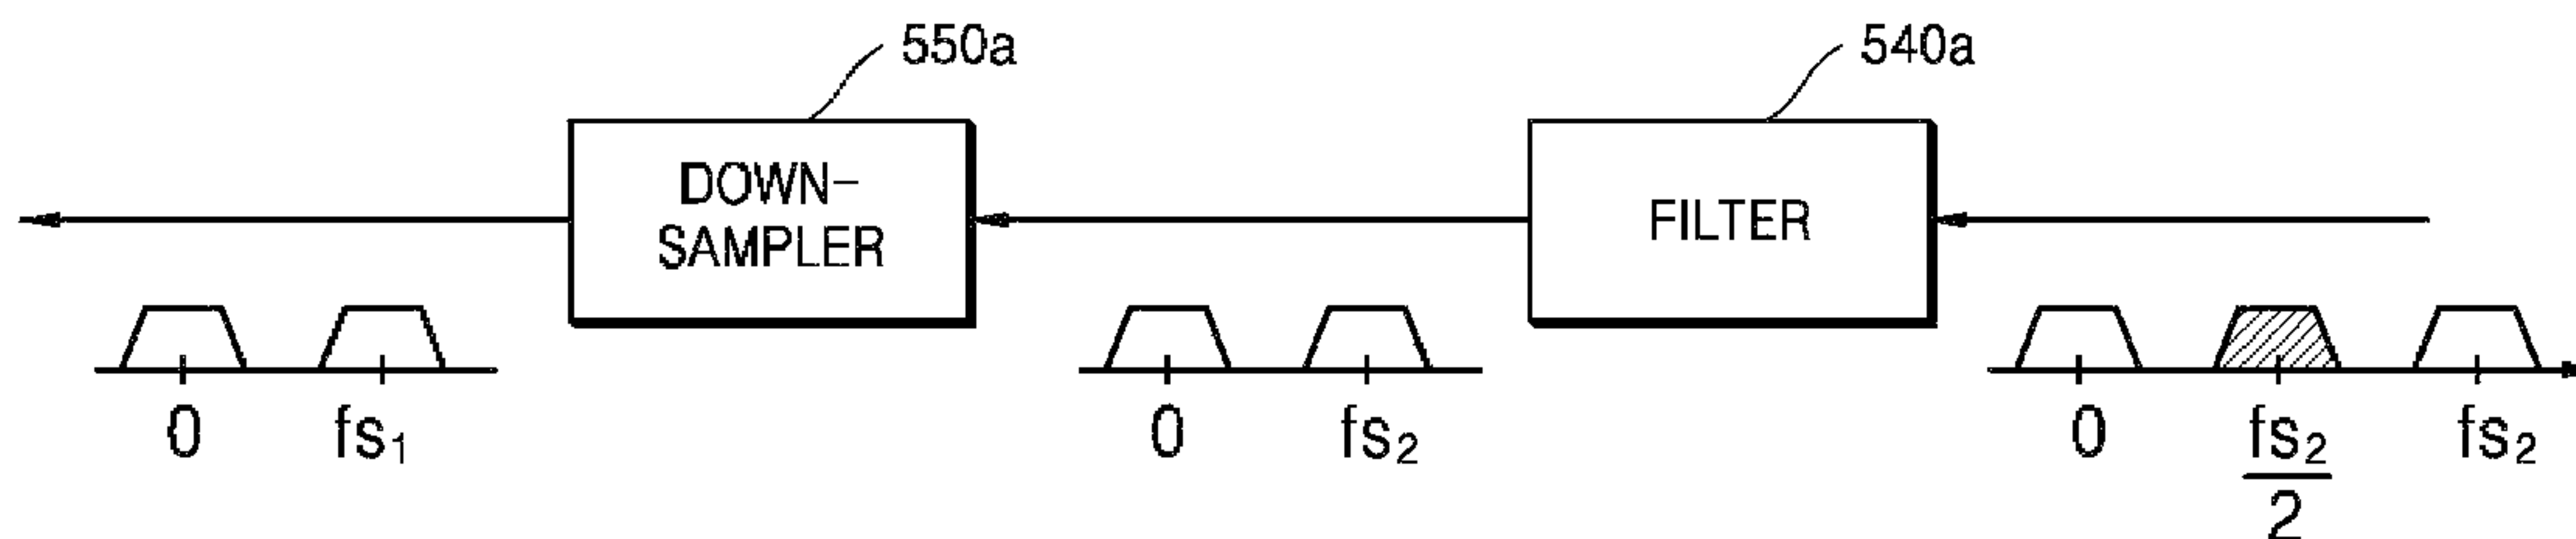 550a
540a
DOWN-
SAMPLER
FILTER
0
fs₁
0
fs₂
0
fs₂
2
fs₂